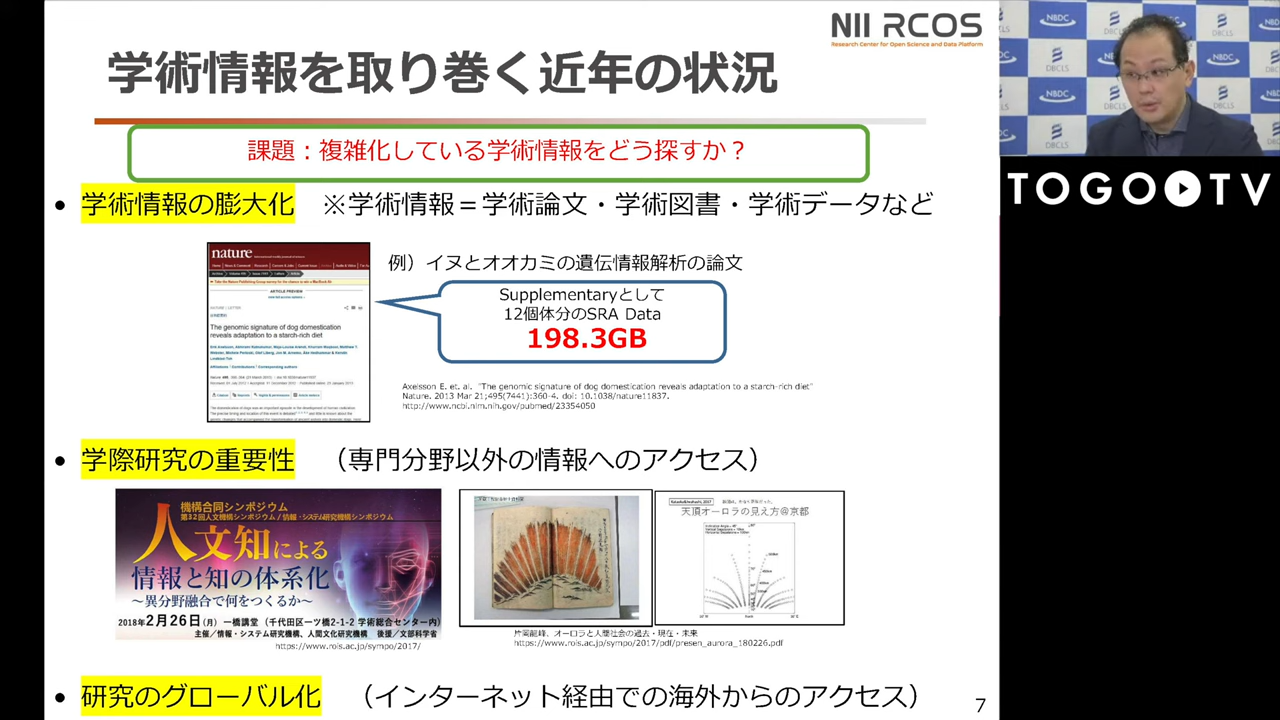 NII RCOS
Research Center for Open Science and Data Platform
学術情報を取り巻く近年の状況
課題：複雑化している学術情報をどう探すか？
• 学術情報の膨大化 ※学術情報＝学術論文・学術図書・学術データなど
nature
ARTICLE PREVIEW
NATURE | LETTER
The genomic signature of dog domestication
reveals adaptation to a starch-rich diet
例）イヌとオオカミの遺伝情報解析の論文
Supplementaryとして
12個体分のSRA Data
198.3GB
Axelsson E. et. al. "The genomic signature of dog domestication reveals adaptation to a starch-rich diet"
Nature. 2013 Mar 21;495(7441):360-4. doi: 10.1038/nature11837.
http://www.ncbi.nlm.nih.gov/pubmed/23354050
• 学際研究の重要性 （専門分野以外の情報へのアクセス）
機構合同シンポジウム
第32回人文機構シンポジウム / 情報・システム研究機構シンポジウム
人文知による
情報と知の体系化
～異分野融合で何をつくるか～
2018年2月26日（月） 一橋講堂 （千代田区一ツ橋2-1-2 学術総合センター内）
主催／情報・システム研究機構、人間文化研究機構 後援／文部科学省
https://www.rois.ac.jp/sympo/2017/
天頂オーロラの見え方@京都
片岡龍峰、オーロラと人間社会の過去・現在・未来
https://www.rois.ac.jp/sympo/2017/pdf/presen_aurora_180226.pdf
• 研究のグローバル化 （インターネット経由での海外からのアクセス）
7
NBDC
DBCLS
NBDC
DBCLS
NBDC
DBCLS
NBDC
DBCLS
TOGO TV